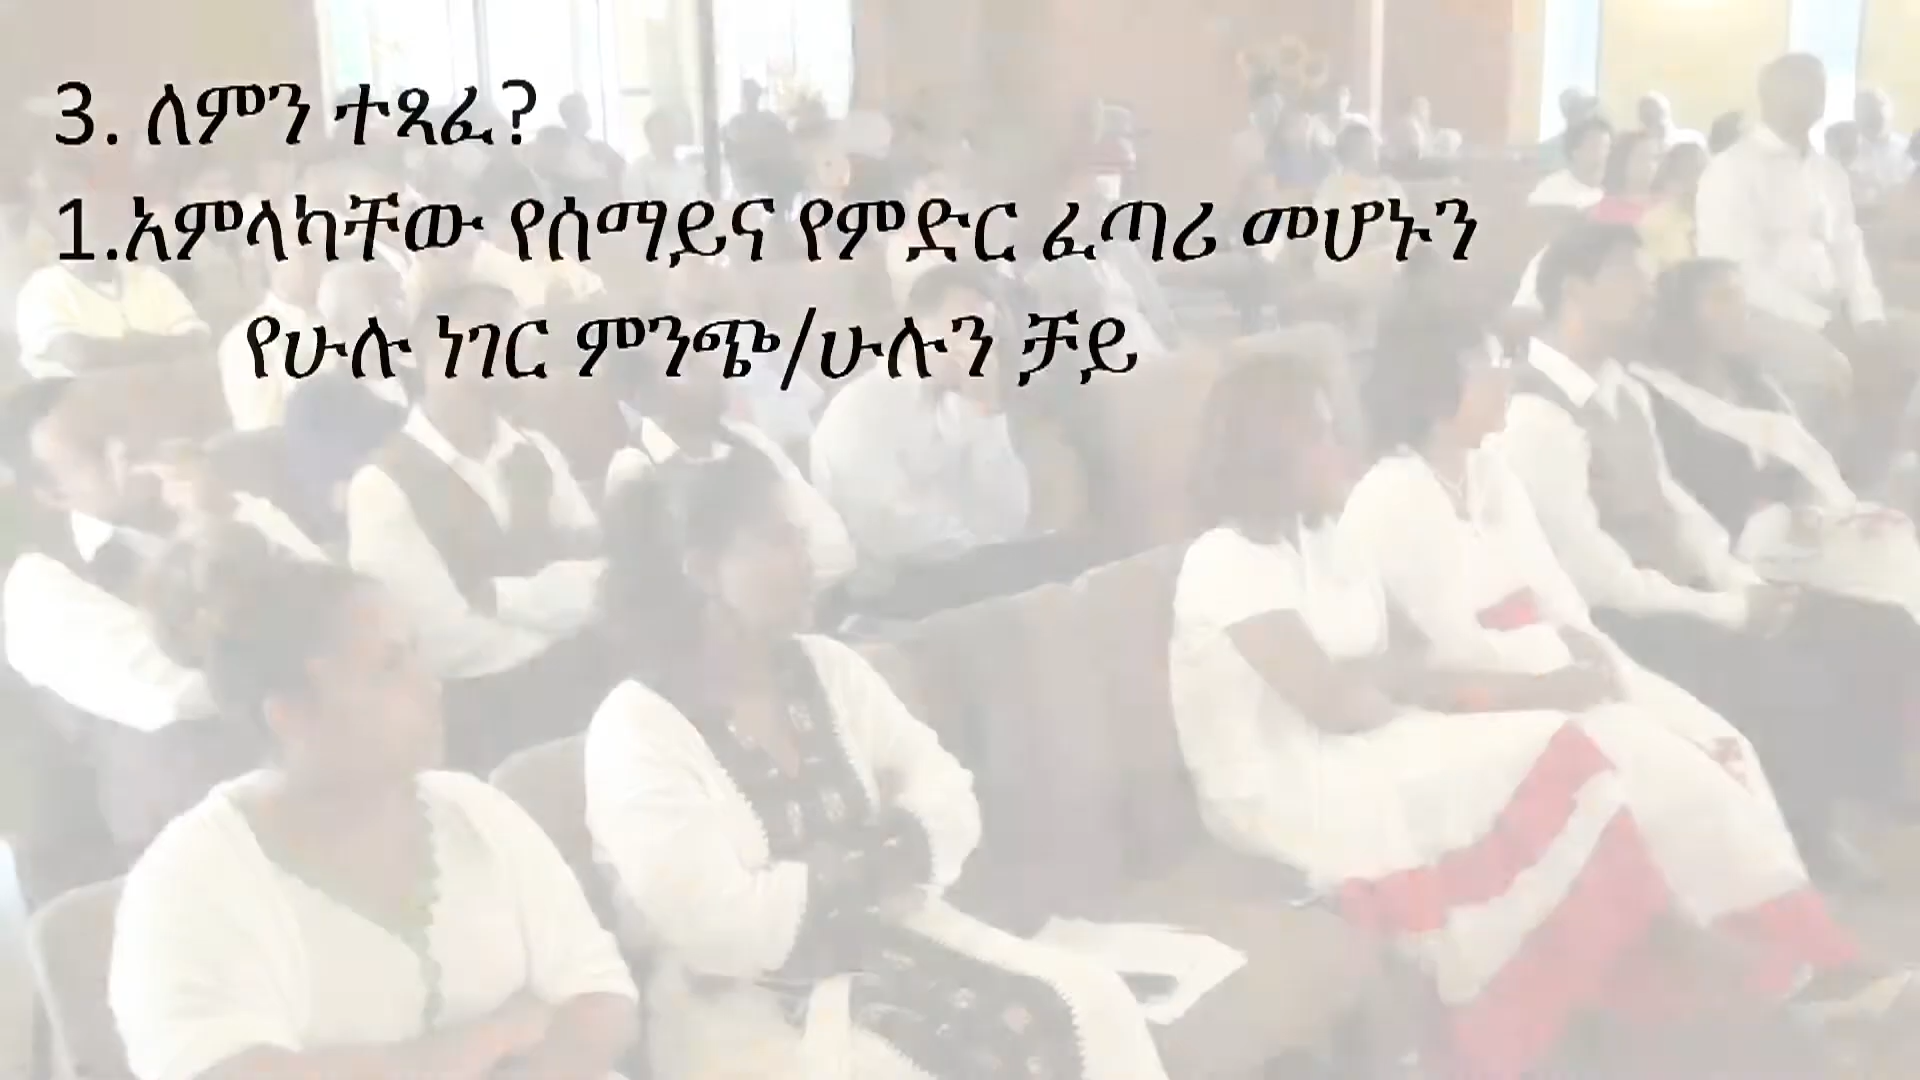 3. ለምን ተጻፈ?
1.አምላካቸው የሰማይና የምድር ፈጣሪ መሆኑን
የሁሉ ነገር ምንጭ/ሁሉን ቻይ